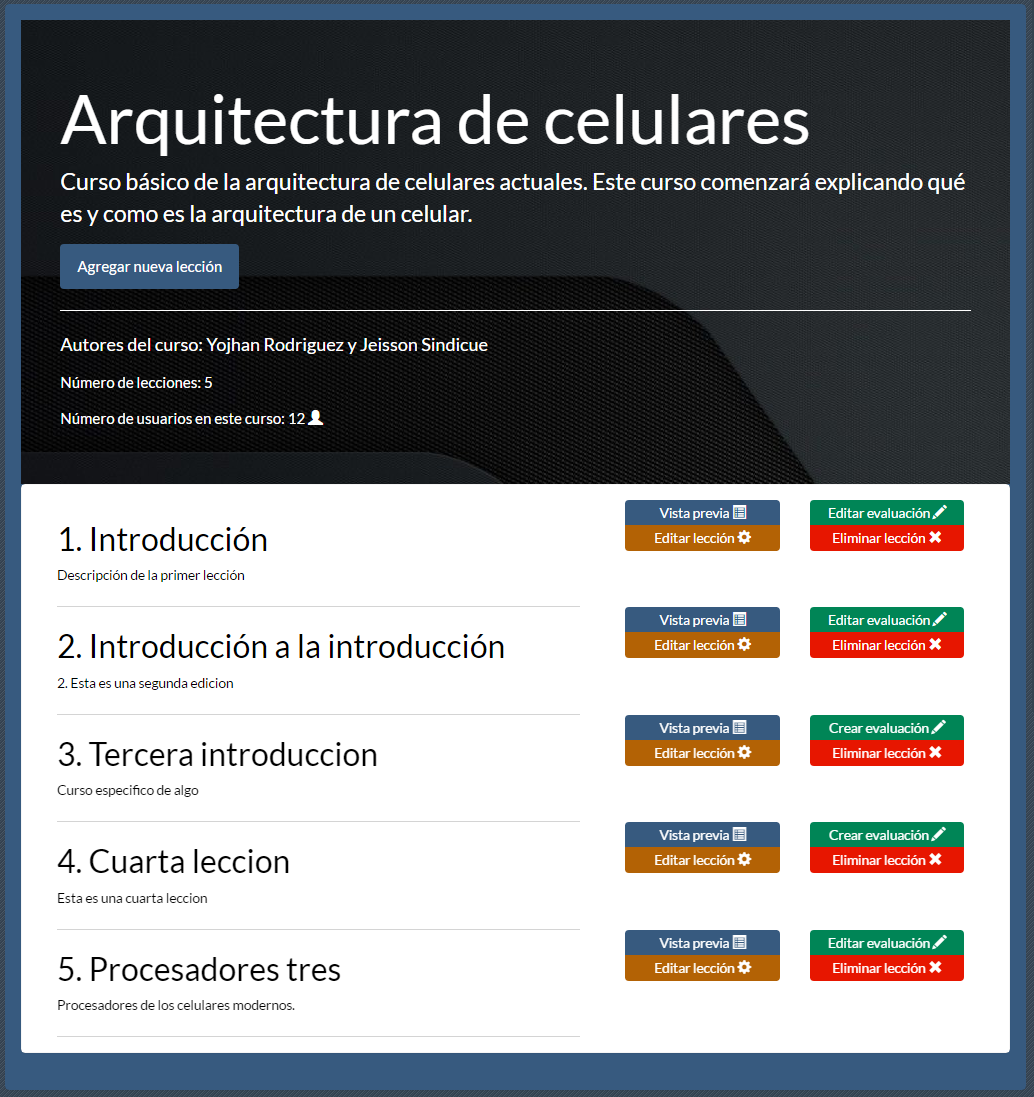 Arquitectura de celulares
Curso básico de la arquitectura de celulares actuales. Este curso comenzará explicando qué
es y como es la arquitectura de un celular.
Agregar nueva lección
Autores del curso: Yojhan Rodriguez y Jeisson Sindicue
Número de lecciones: 5
Número de usuarios en este curso: 12
1. Introducción
Descripción de la primer lección
Vista previa
Editar lección
Editar evaluación
Eliminar lección
2. Introducción a la introducción
2. Esta es una segunda edicion
Vista previa
Editar lección
Editar evaluación
Eliminar lección
3. Tercera introduccion
Curso especifico de algo
Vista previa
Editar lección
Crear evaluación
Eliminar lección
4. Cuarta leccion
Esta es una cuarta leccion
Vista previa
Editar lección
Crear evaluación
Eliminar lección
5. Procesadores tres
Procesadores de los celulares modernos.
Vista previa
Editar lección
Editar evaluación
Eliminar lección